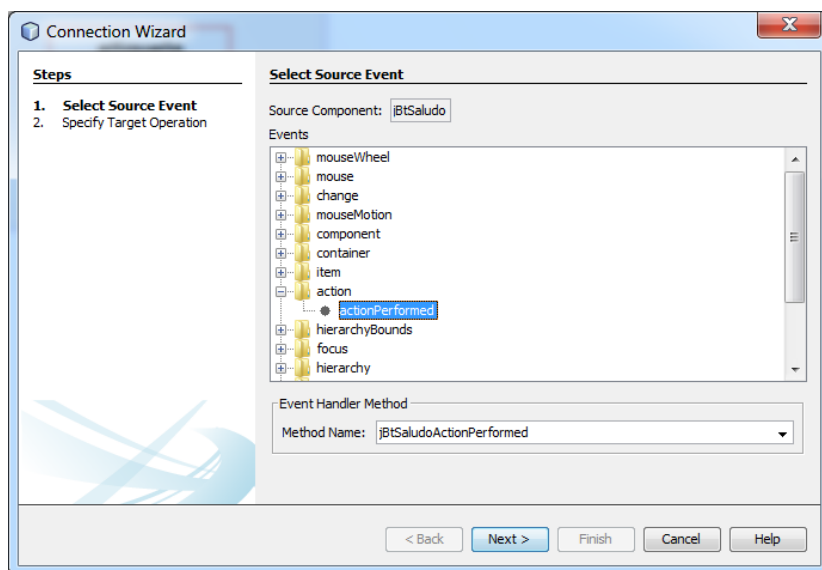 Connection Wizard
Steps
1. Select Source Event
2. Specify Target Operation
Select Source Event
Source Component: jBtSaludo
Events
mouseWheel
mouse
change
mouseMotion
component
container
item
action
actionPerformed
hierarchyBounds
focus
hierarchy
Event Handler Method
Method Name: jBtSaludoActionPerformed
< Back Next > Finish Cancel Help